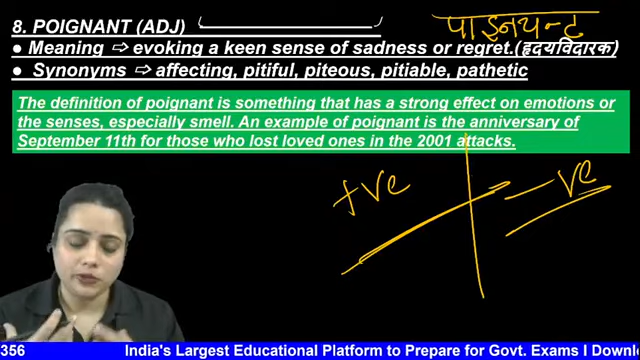 8. POIGNANT (ADJ)
पाइनयन्ट
● Meaning ⇨ evoking a keen sense of sadness or regret.(हृदयविदारक)
● Synonyms ⇨ affecting, pitiful, piteous, pitiable, pathetic
The definition of poignant is something that has a strong effect on emotions or
the senses, especially smell. An example of poignant is the anniversary of
September 11th for those who lost loved ones in the 2001 attacks.
+ve
-ve
356
India's Largest Educational Platform to Prepare for Govt. Exams I Downlo